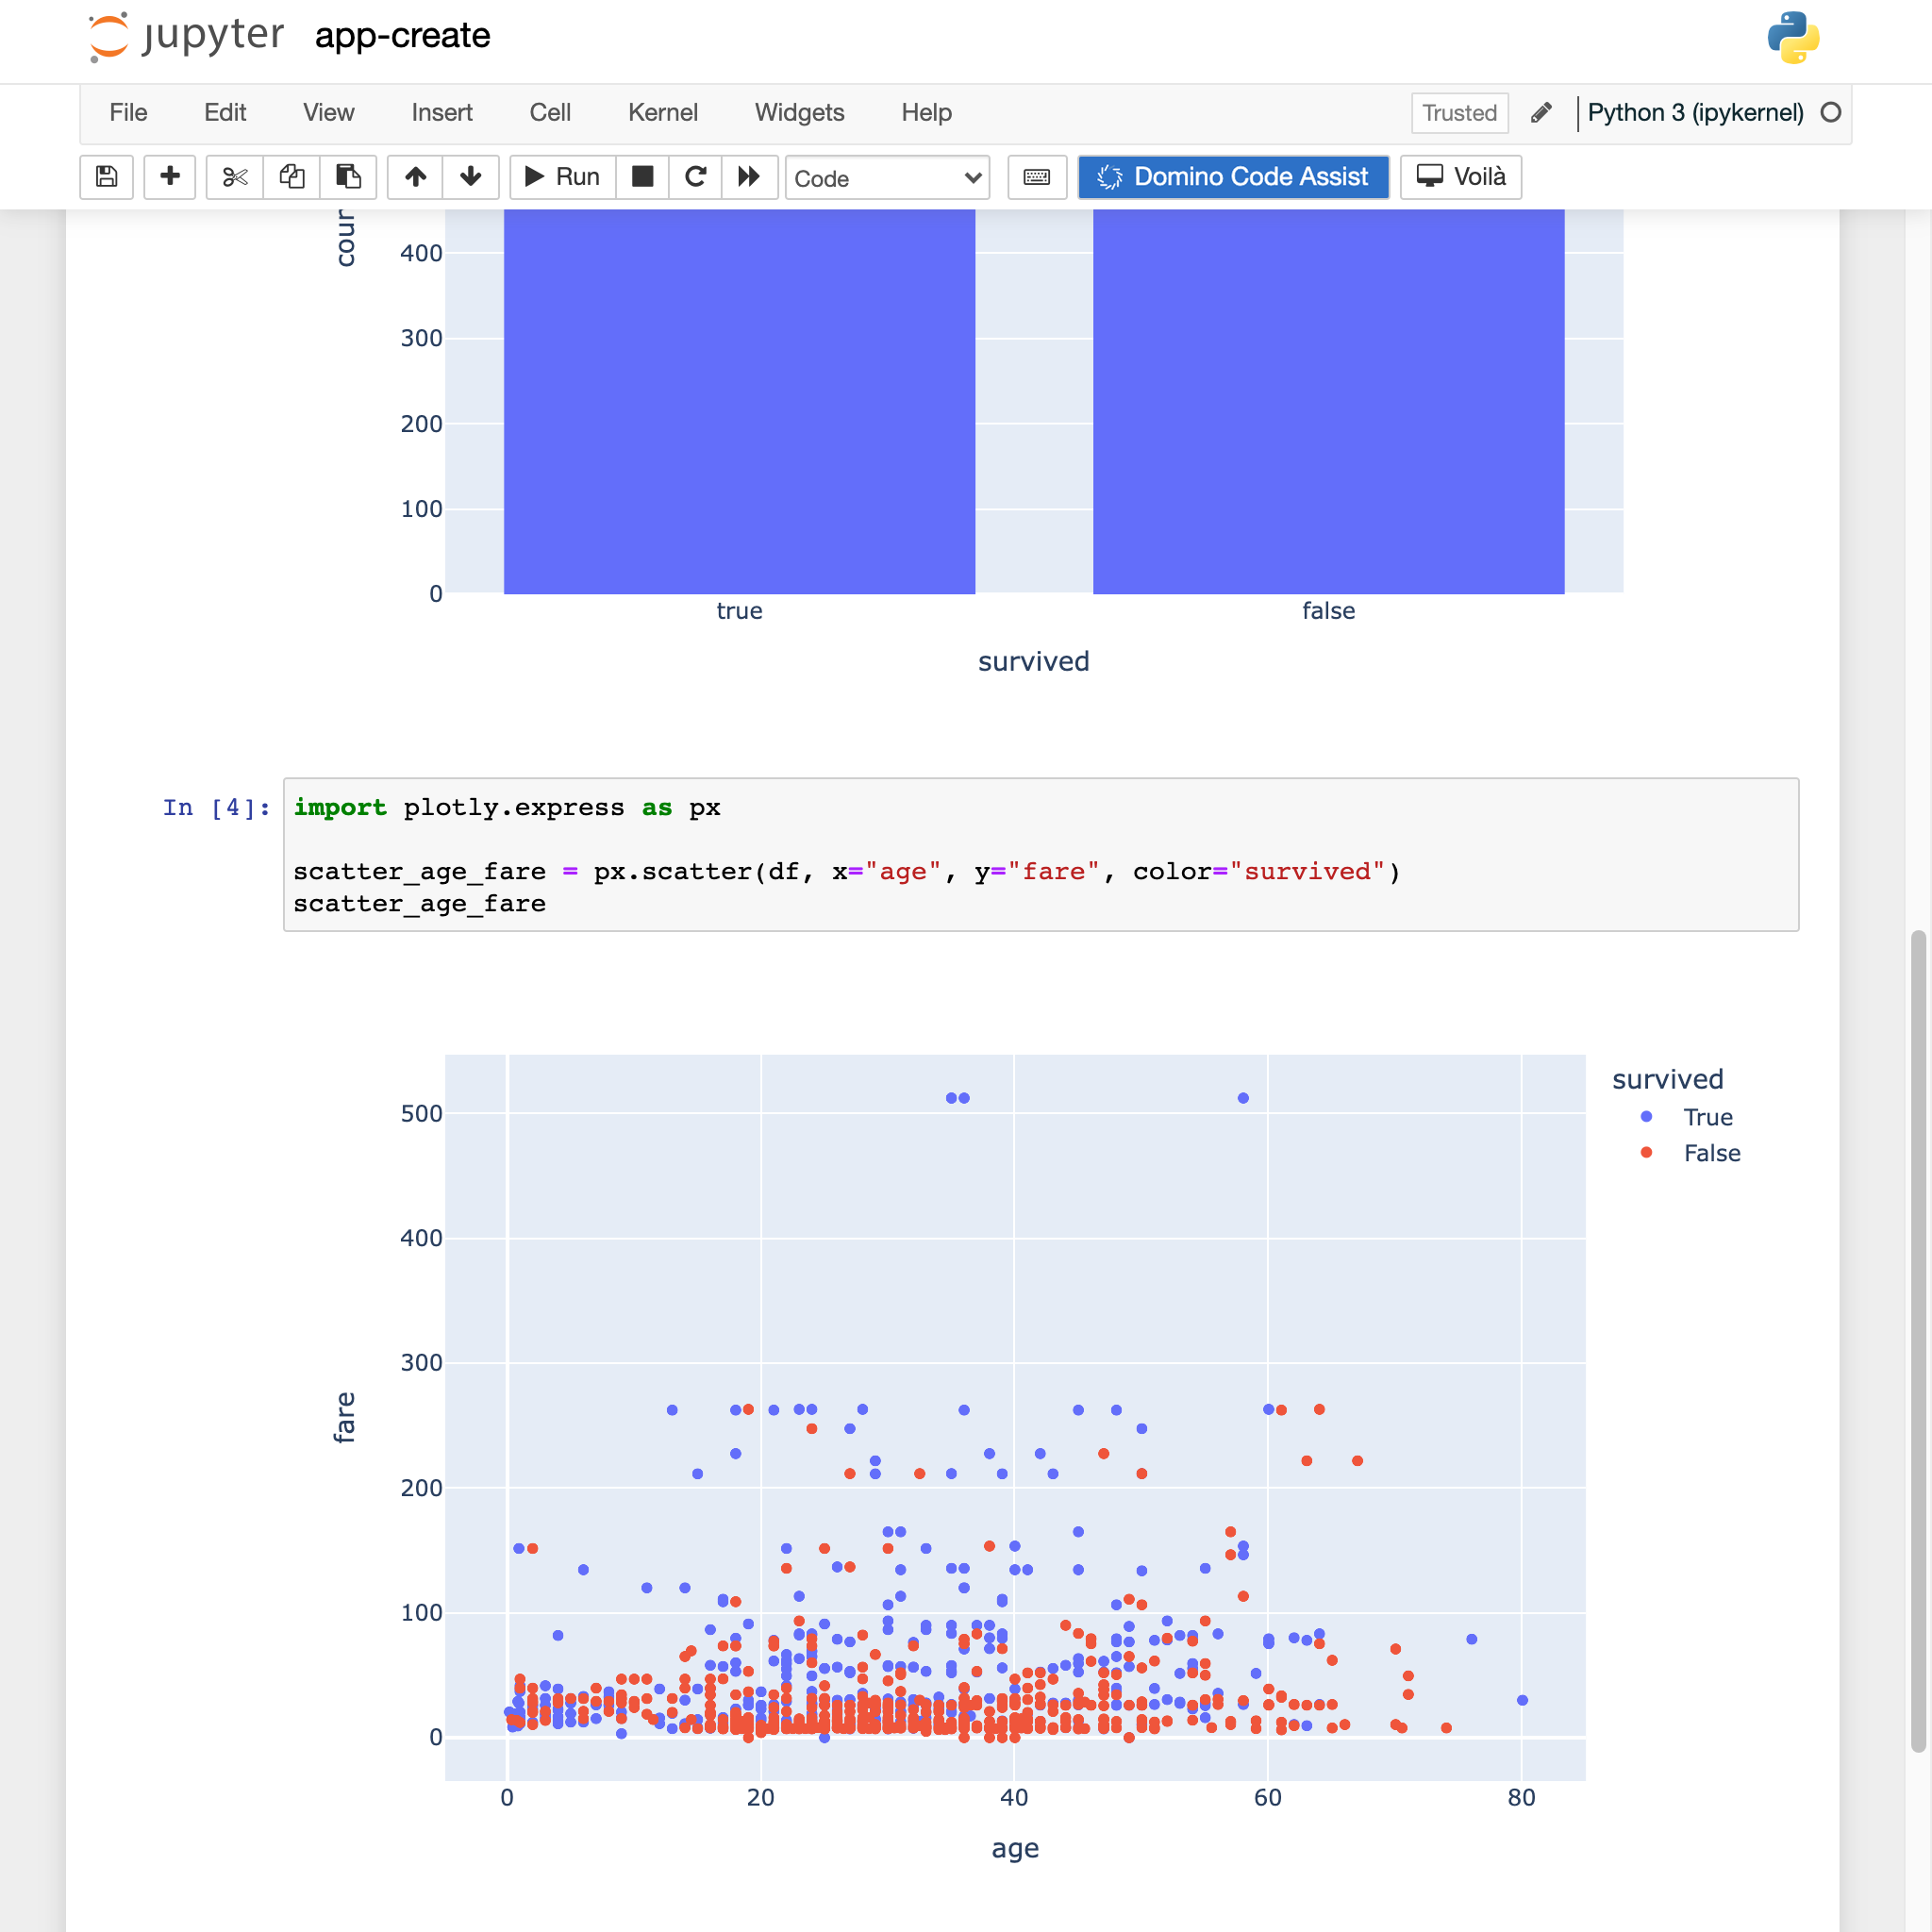 jupyter app-create
File Edit View Insert Cell Kernel Widgets Help Trusted Python 3 (ipykernel)
Run Code Domino Code Assist Voilà
400
300
200
100
0
true false
survived
In [4]: import plotly.express as px
scatter_age_fare = px.scatter(df, x="age", y="fare", color="survived")
scatter_age_fare
survived
True
False
500
400
300
200
100
0
fare
0 20 40 60 80
age